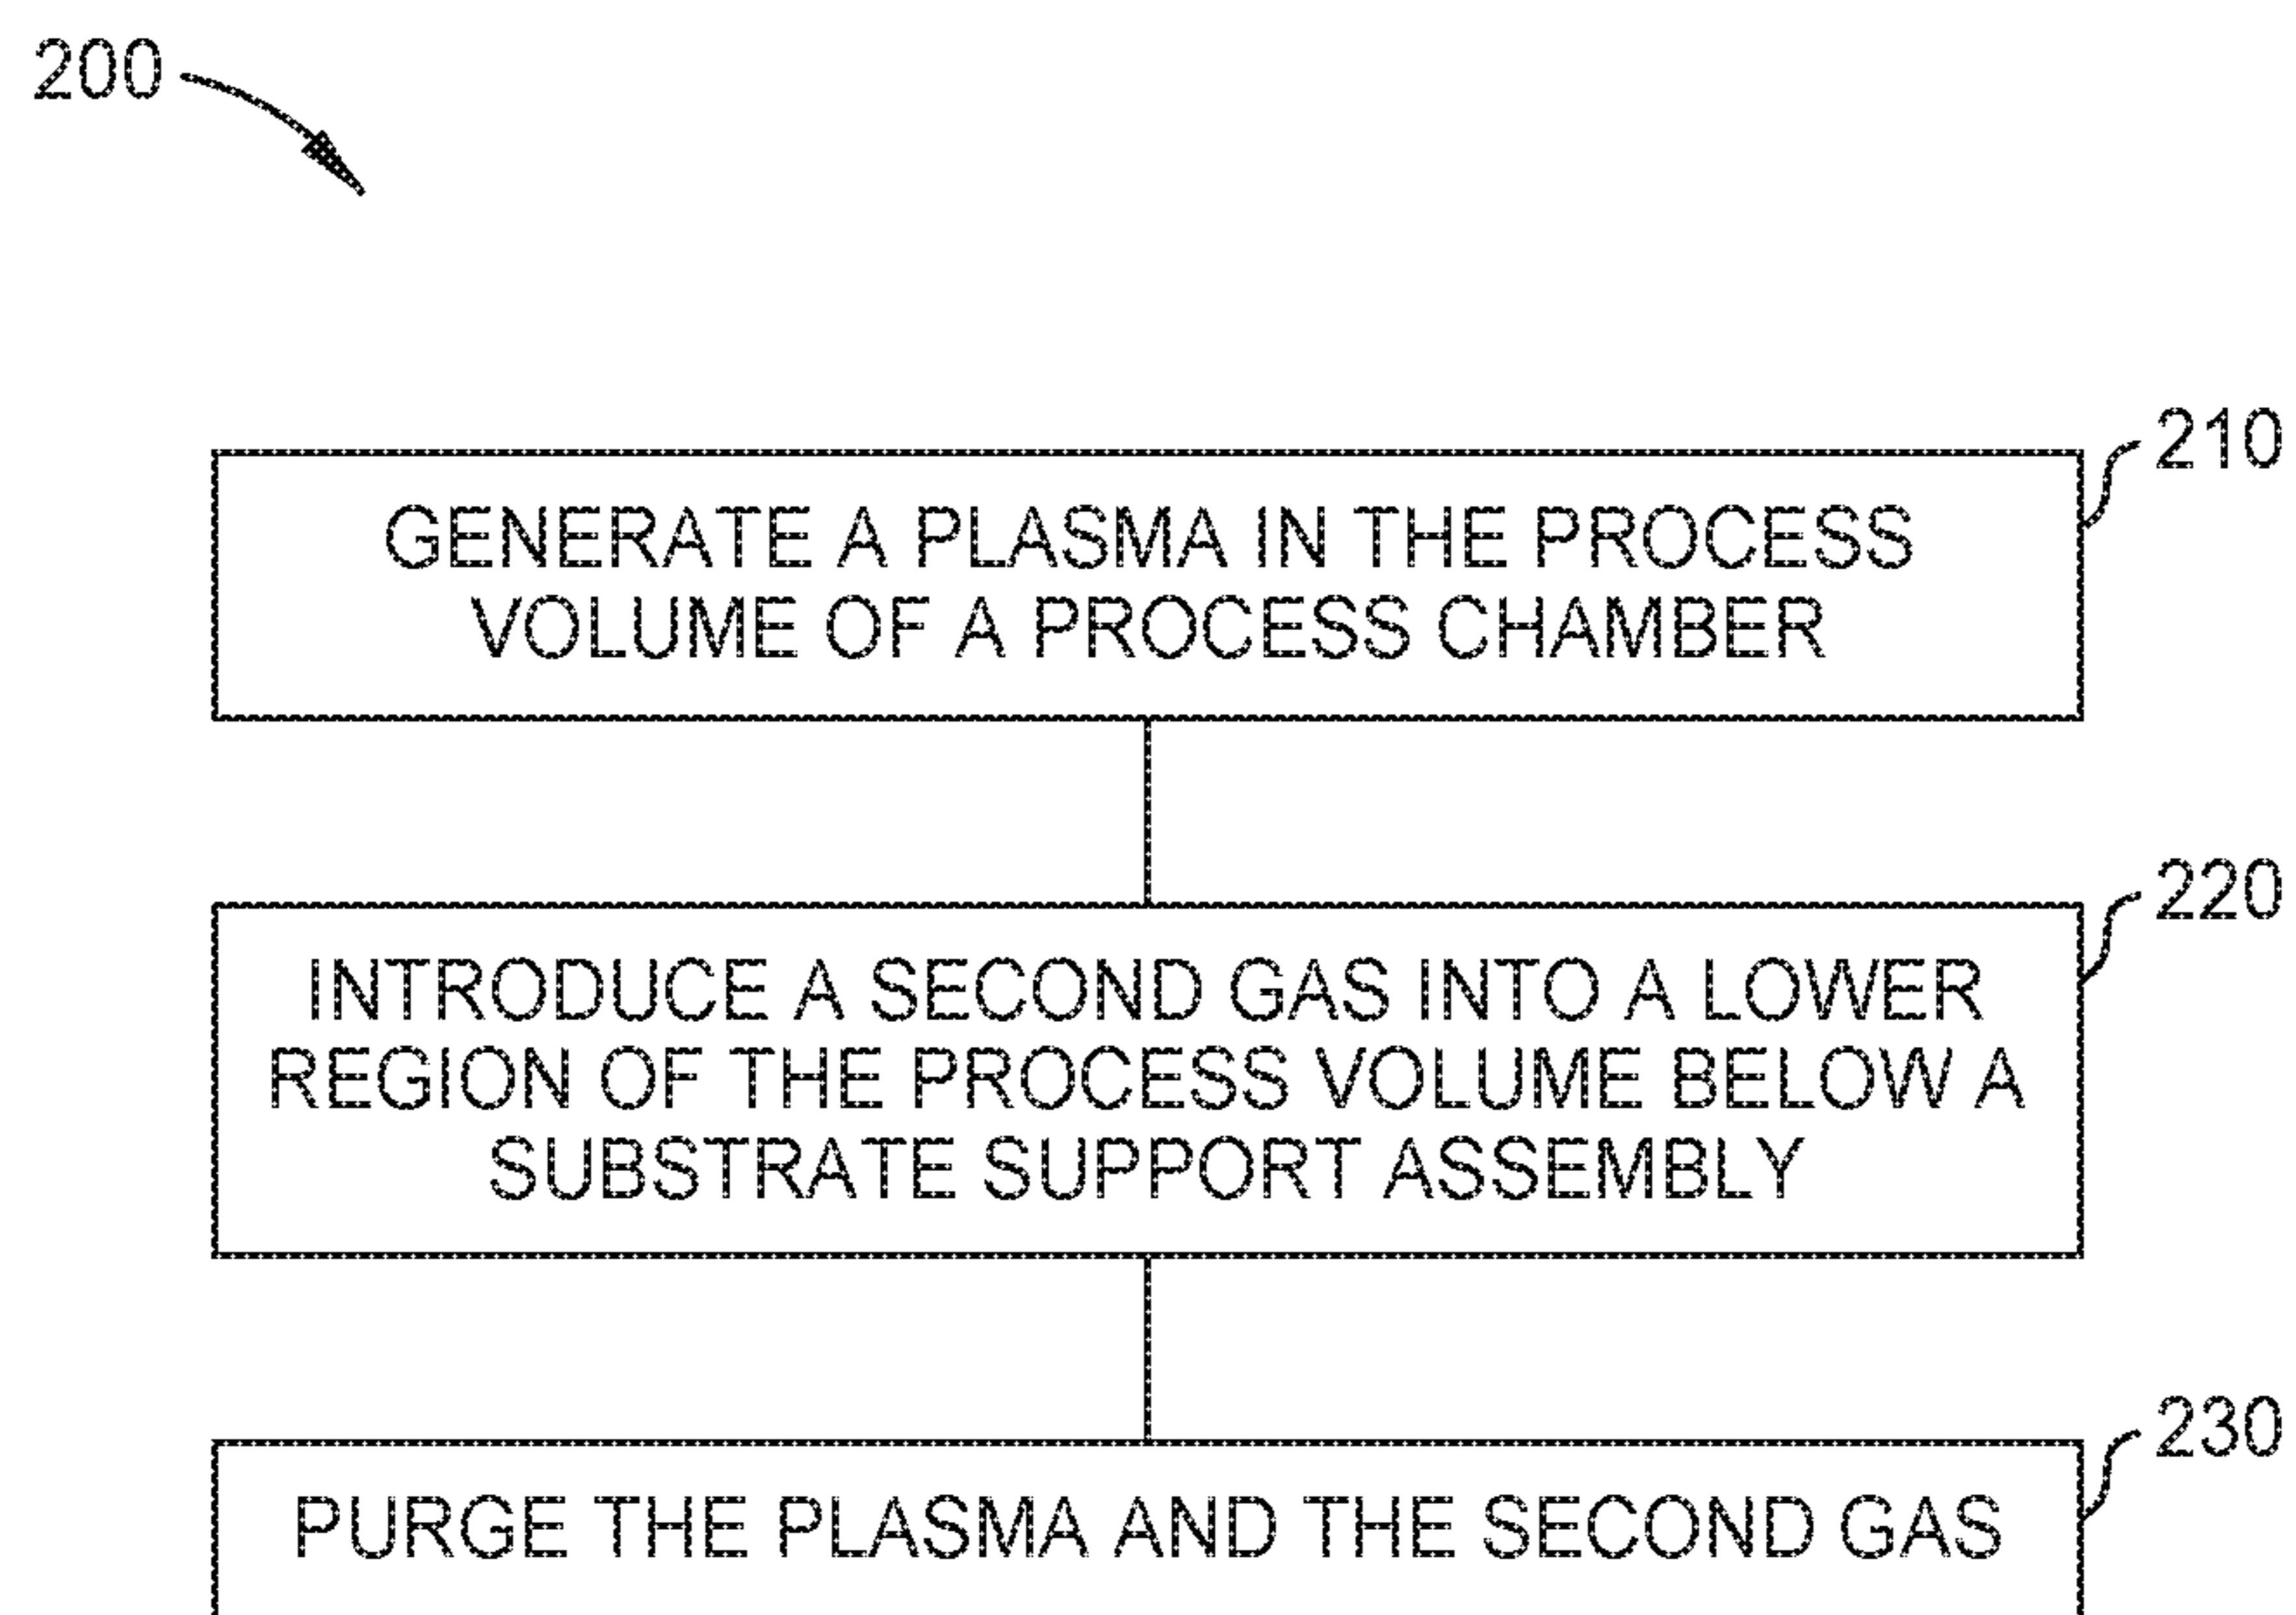 200
210
GENERATE A PLASMA IN THE PROCESS
VOLUME OF A PROCESS CHAMBER
220
INTRODUCE A SECOND GAS INTO A LOWER
REGION OF THE PROCESS VOLUME BELOW A
SUBSTRATE SUPPORT ASSEMBLY
230
PURGE THE PLASMA AND THE SECOND GAS